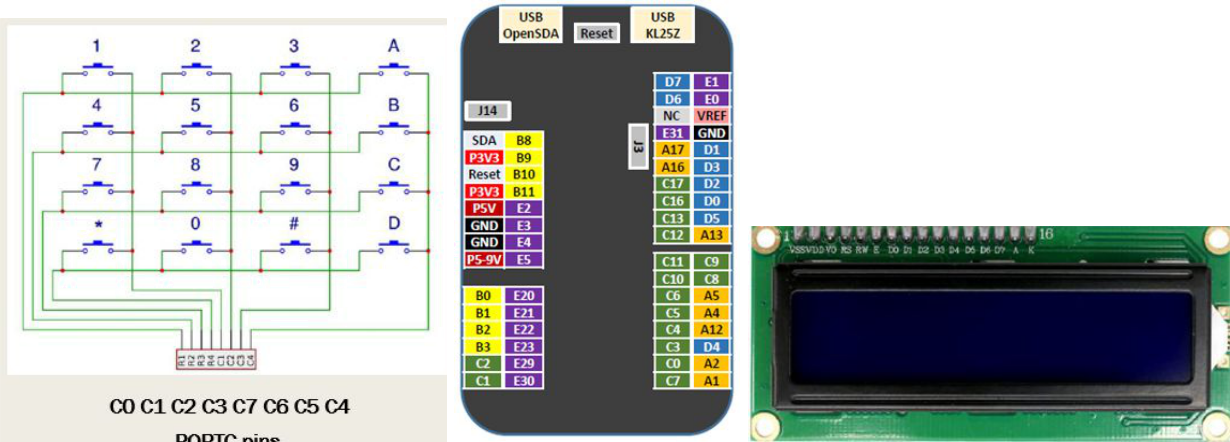 1 2 3 A
4 5 6 B
7 8 9 C
* 0 # D
R1 R2 R3 R4 C1 C2 C3 C4
C0 C1 C2 C3 C7 C6 C5 C4
PORTC pins
USB OpenSDA
Reset
USB KL25Z
J14
SDA B8
P3V3 B9
Reset B10
P3V3 B11
P5V E2
GND E3
GND E4
P5-9V E5
B0 E20
B1 E21
B2 E22
B3 E23
C2 E29
C1 E30
J3
D7 E1
D6 E0
NC VREF
E31 GND
A17 D1
A16 D3
C17 D2
C16 D0
C13 D5
C12 A13
C11 C9
C10 C8
C6 A5
C5 A4
C4 A12
C3 D4
C0 A2
C7 A1
1 16
VSS VDD VO RS RW E D0 D1 D2 D3 D4 D5 D6 D7 A K